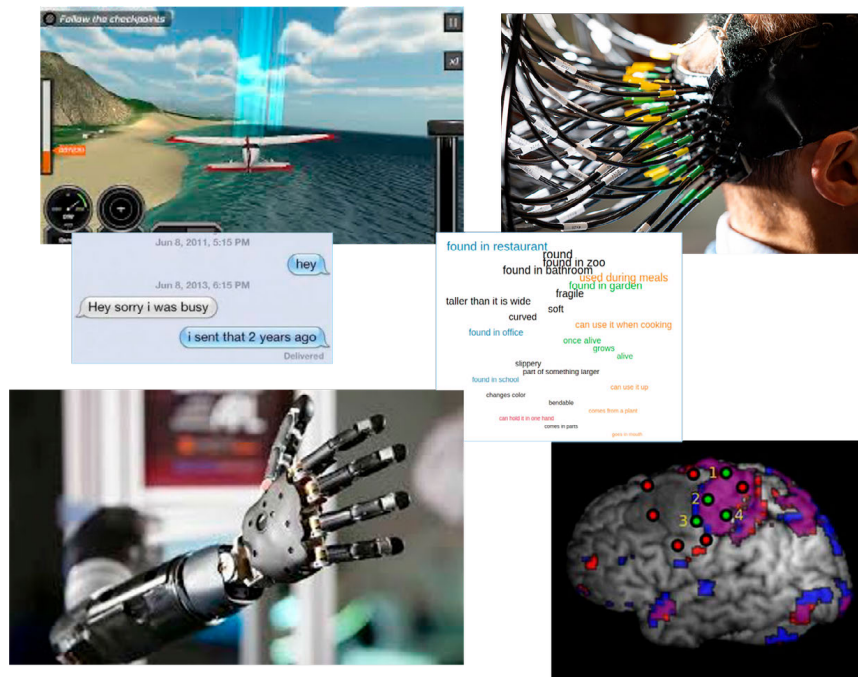 Follow the checkpoints
x1
Jun 8, 2011, 5:15 PM
hey
Jun 8, 2013, 6:15 PM
Hey sorry i was busy
i sent that 2 years ago
Delivered
found in restaurant
round
found in zoo
found in bathroom
used during meals
found in garden
fragile
taller than it is wide
soft
curved
can use it when cooking
found in office
once alive
grows
alive
slippery
part of something larger
found in school
can use it up
changes color
bendable
comes from a plant
can hold it in one hand
comes in parts
goes in mouth
1
2
3
4